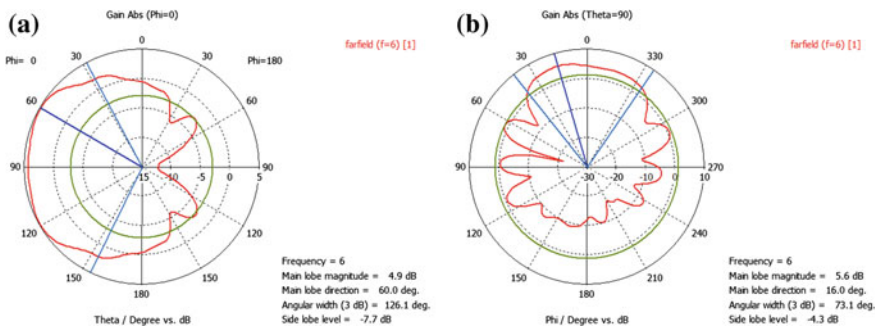 (a)
Gain Abs (Phi=0)
farfield (f=6) [1]
Phi= 0
Phi=180
0
30
30
60
60
90
15
15
5
5
90
120
120
150
150
180
Theta / Degree vs. dB
Frequency = 6
Main lobe magnitude = 4.9 dB
Main lobe direction = 60.0 deg.
Angular width (3 dB) = 126.1 deg.
Side lobe level = -7.7 dB
(b)
Gain Abs (Theta=90)
farfield (f=6) [1]
0
30
330
60
300
90
-30
-20
-10
0
10
270
120
240
150
210
180
Phi / Degree vs. dB
Frequency = 6
Main lobe magnitude = 5.6 dB
Main lobe direction = 16.0 deg.
Angular width (3 dB) = 73.1 deg.
Side lobe level = -4.3 dB